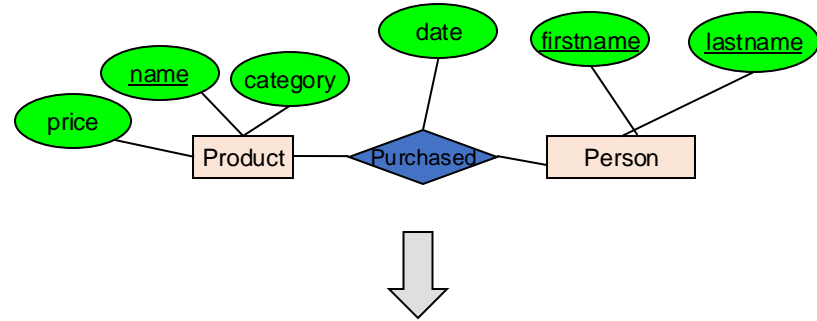 date
firstname
lastname
name
category
price
Product
Purchased
Person